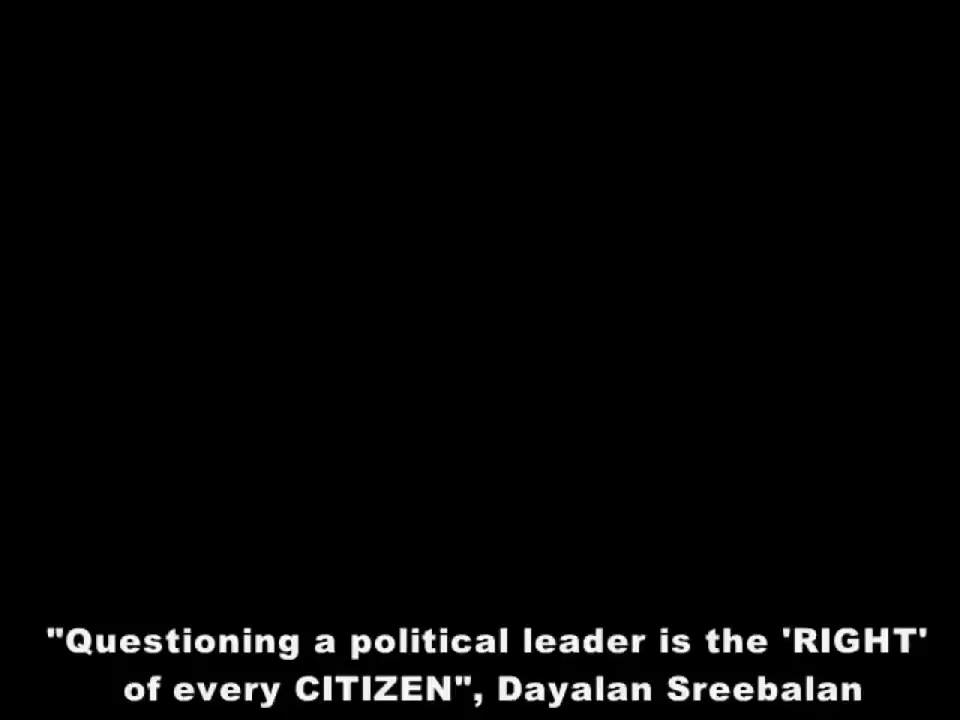 "Questioning a political leader is the 'RIGHT'
of every CITIZEN", Dayalan Sreebalan